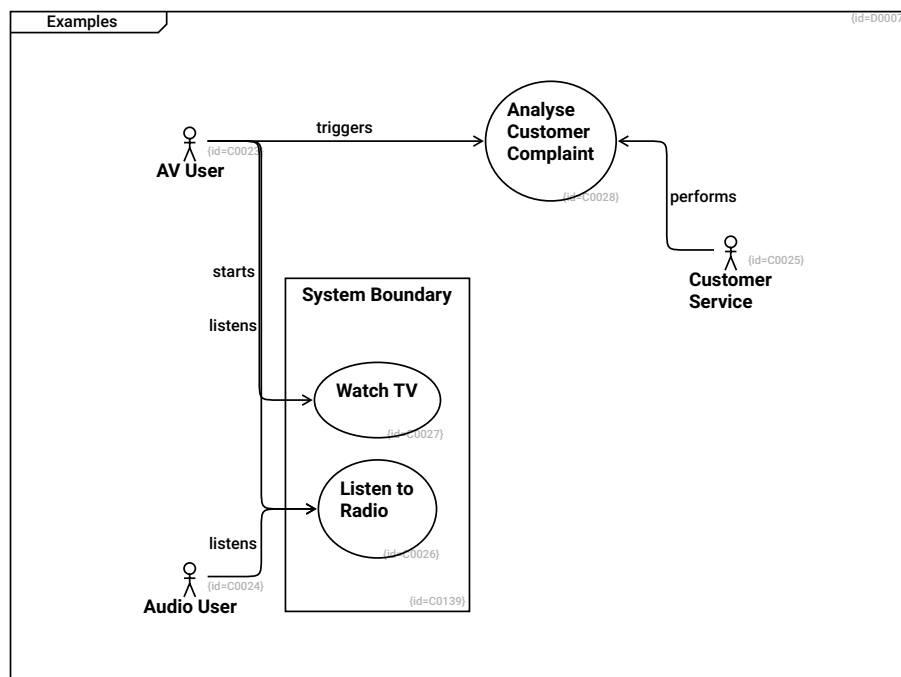 Examples
{id=D0007
Analyse
Customer
Complaint
triggers
{id=C0023}
AV User
{id=C0028}
performs
{id=C0025}
Customer
Service
starts
System Boundary
listens
Watch TV
{id=C0027}
Listen to
Radio
listens
{id=C0026}
{id=C0024}
Audio User
{id=C0139}